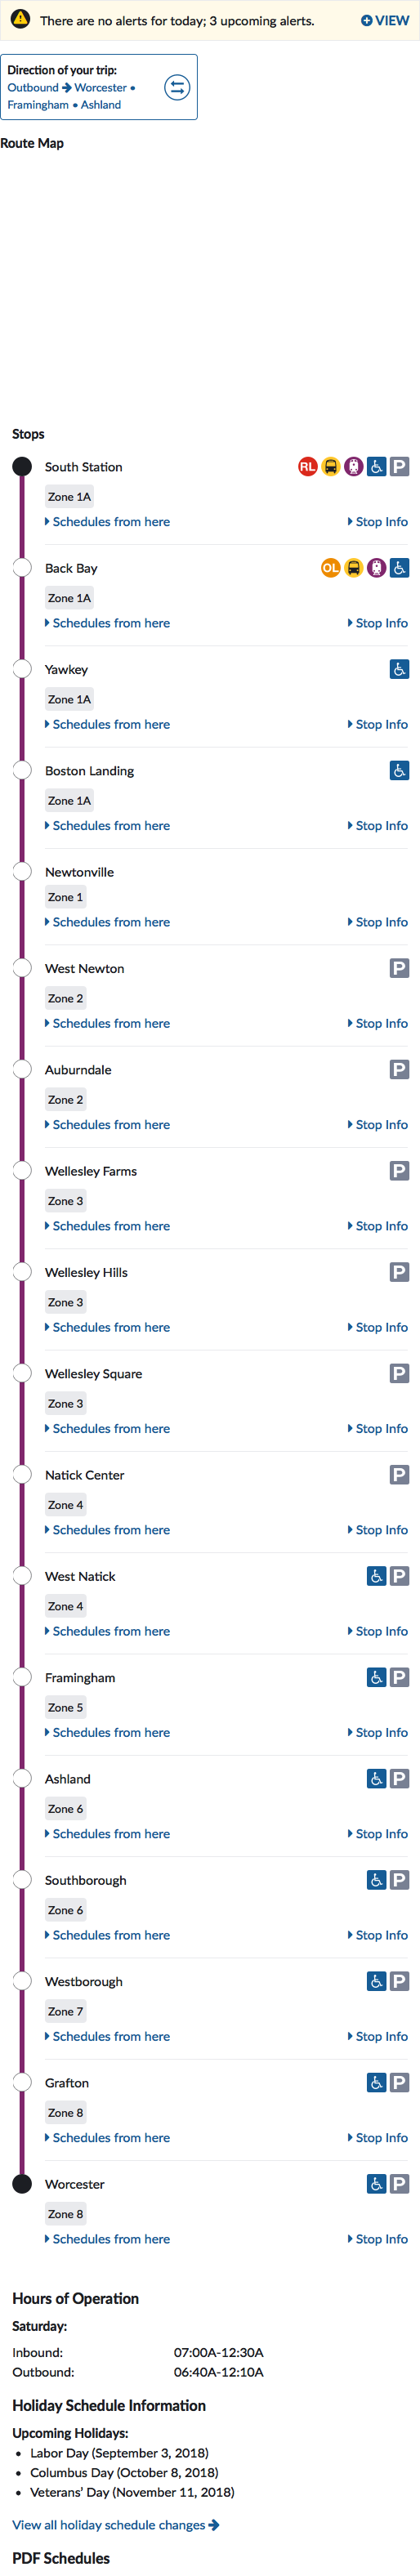 There are no alerts for today; 3 upcoming alerts. VIEW
Direction of your trip:
Outbound → Worcester •
Framingham • Ashland
Route Map
Stops
South Station RL P
Zone 1A
Schedules from here Stop Info
Back Bay OL
Zone 1A
Schedules from here Stop Info
Yawkey
Zone 1A
Schedules from here Stop Info
Boston Landing
Zone 1A
Schedules from here Stop Info
Newtonville
Zone 1
Schedules from here Stop Info
West Newton P
Zone 2
Schedules from here Stop Info
Auburndale P
Zone 2
Schedules from here Stop Info
Wellesley Farms P
Zone 3
Schedules from here Stop Info
Wellesley Hills P
Zone 3
Schedules from here Stop Info
Wellesley Square P
Zone 3
Schedules from here Stop Info
Natick Center P
Zone 4
Schedules from here Stop Info
West Natick P
Zone 4
Schedules from here Stop Info
Framingham P
Zone 5
Schedules from here Stop Info
Ashland P
Zone 6
Schedules from here Stop Info
Southborough P
Zone 6
Schedules from here Stop Info
Westborough P
Zone 7
Schedules from here Stop Info
Grafton P
Zone 8
Schedules from here Stop Info
Worcester P
Zone 8
Schedules from here Stop Info
Hours of Operation
Saturday:
Inbound: 07:00A-12:30A
Outbound: 06:40A-12:10A
Holiday Schedule Information
Upcoming Holidays:
• Labor Day (September 3, 2018)
• Columbus Day (October 8, 2018)
• Veterans' Day (November 11, 2018)
View all holiday schedule changes →
PDF Schedules